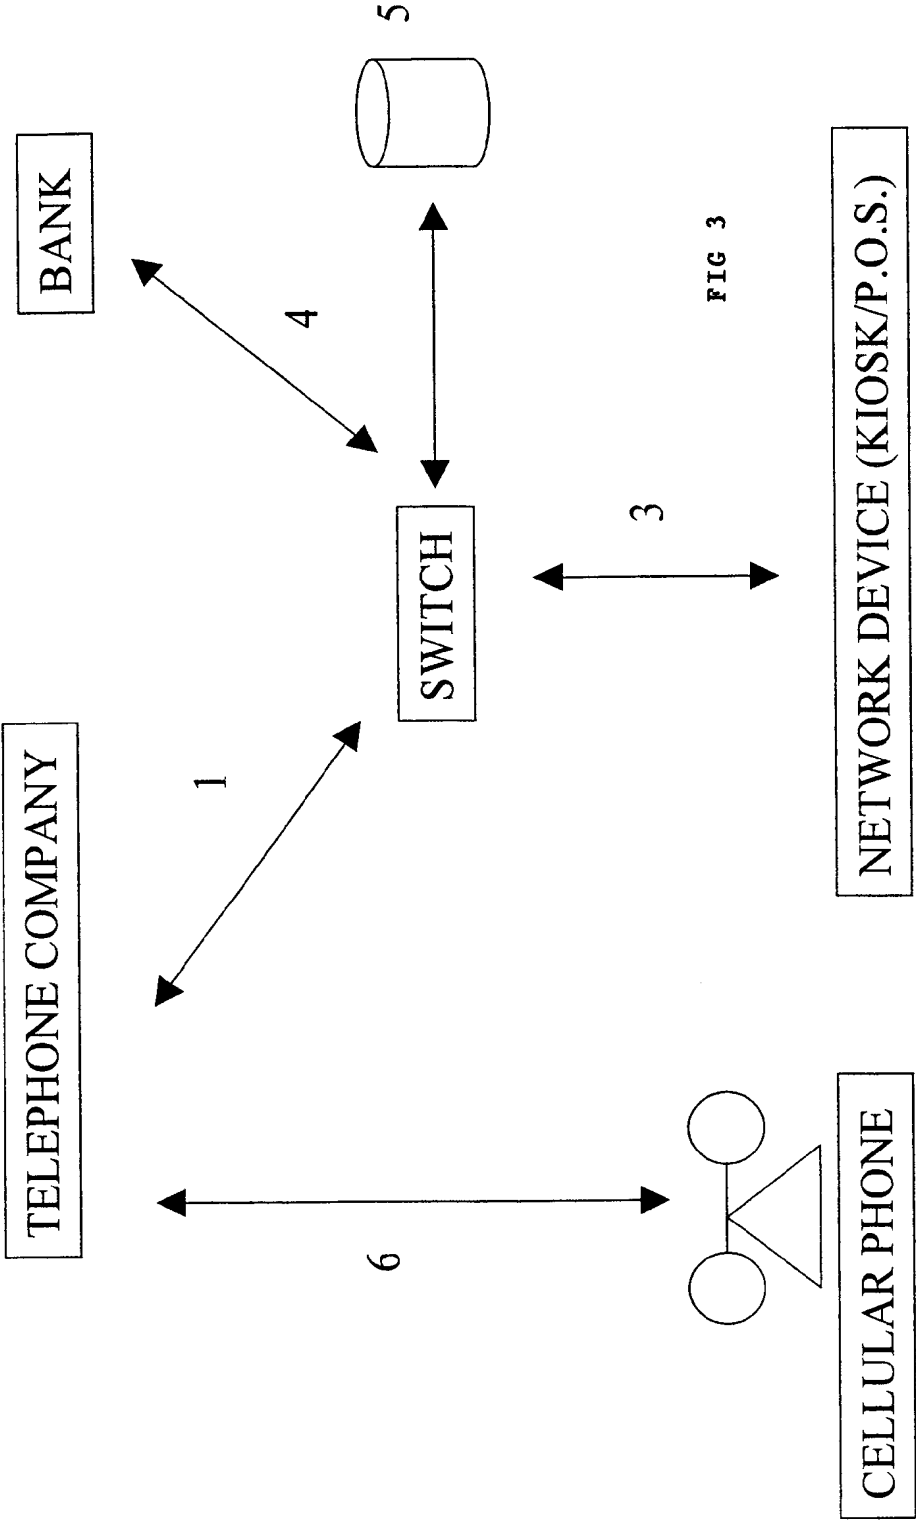 TELEPHONE COMPANY
BANK
1
4
5
6
SWITCH
3
FIG 3
CELLULAR PHONE
NETWORK DEVICE (KIOSK/P.O.S.)